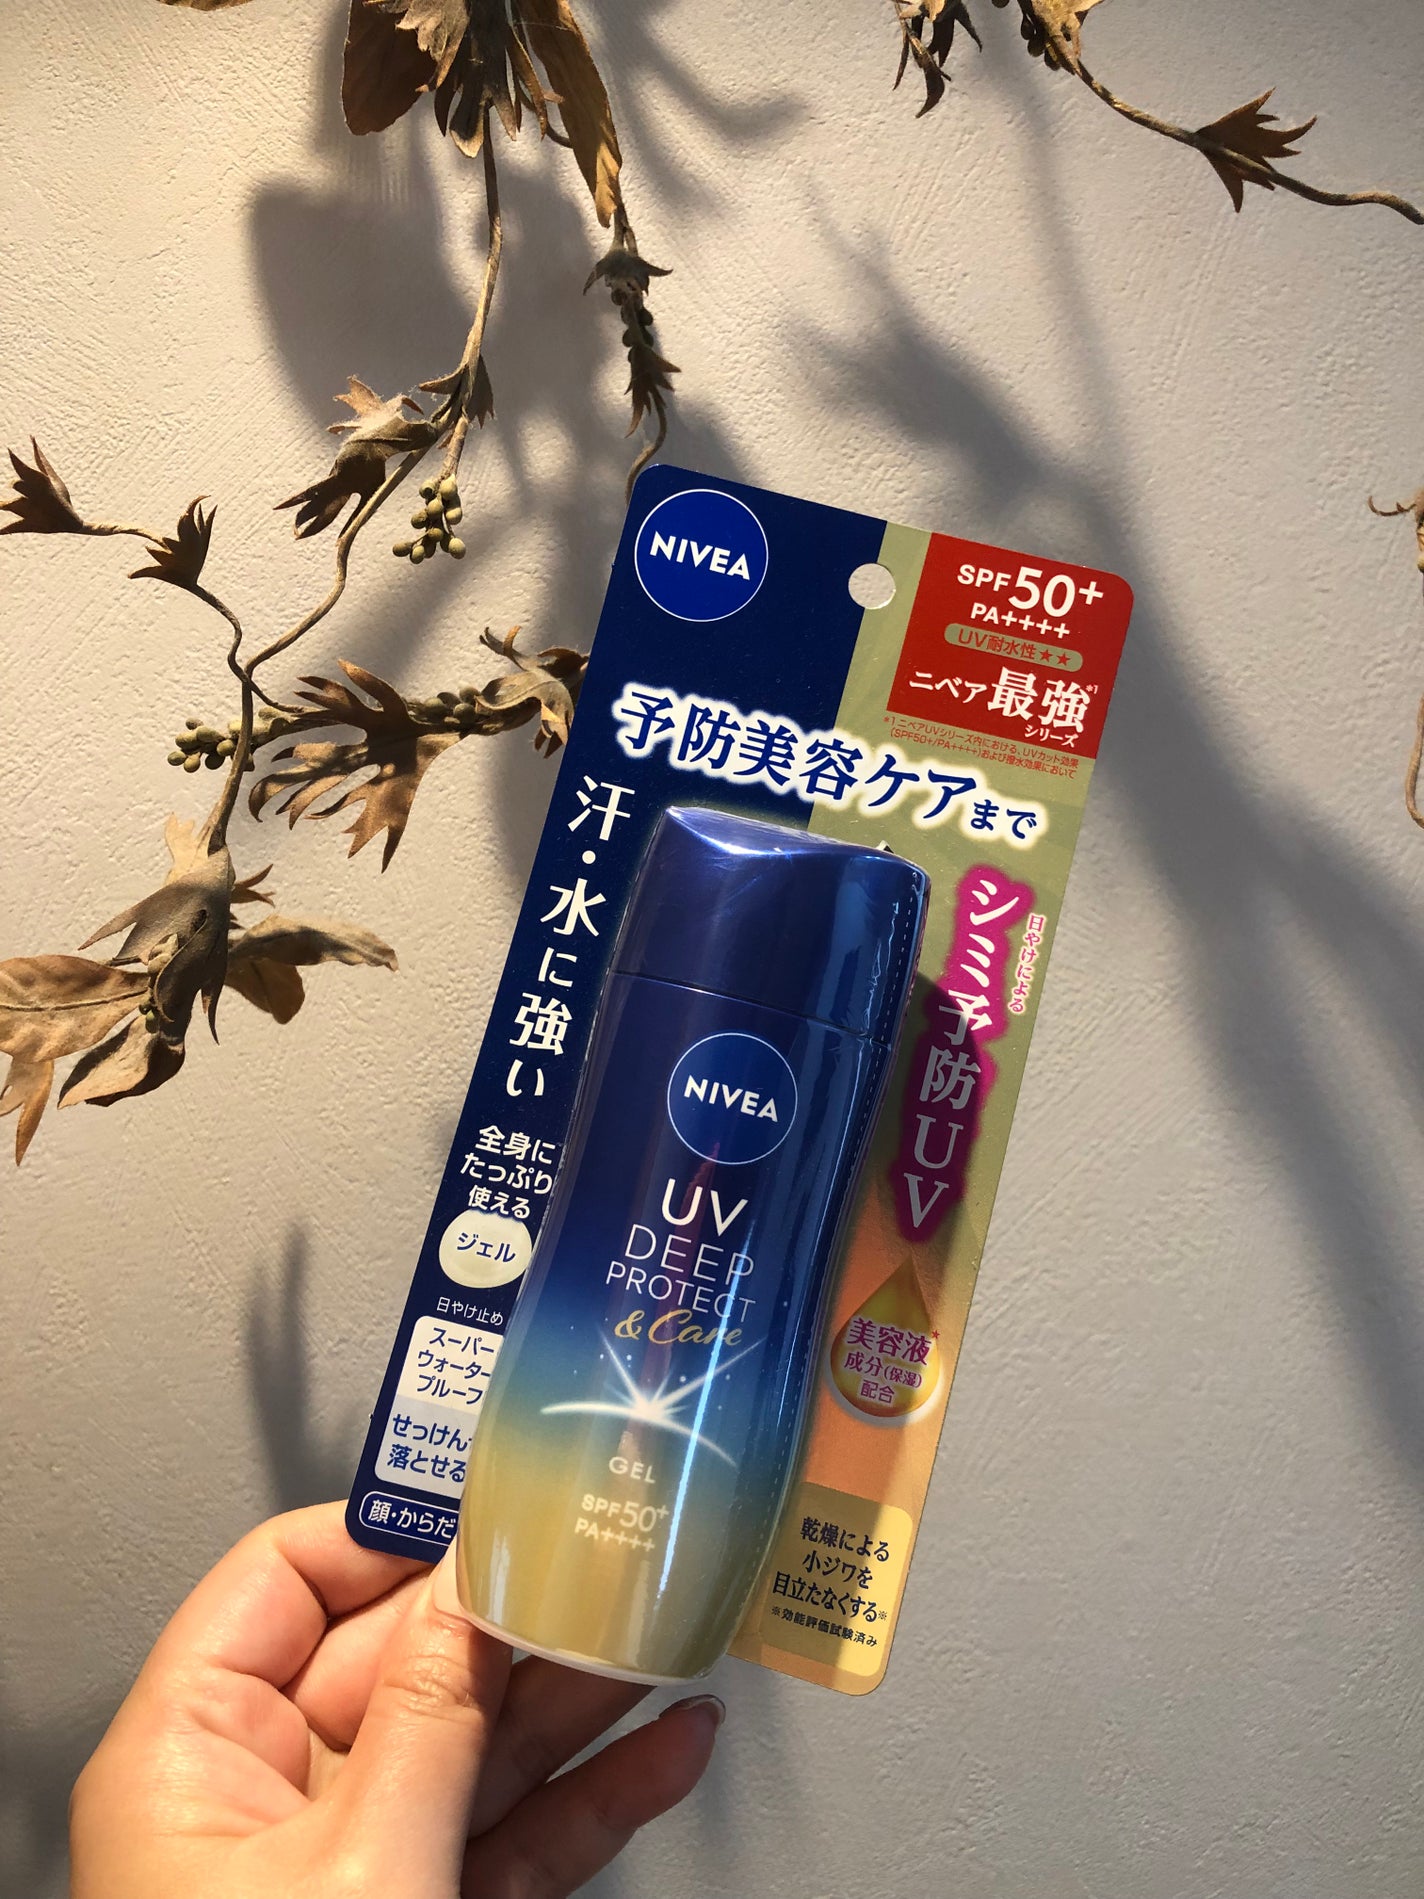 NIVEA
SPF50+
PA++++
UV耐水性★★
ニベア最強*1
シリーズ
*1 ニベアUVシリーズ内における、UVカット効果
(SPF50+/PA++++)および撥水効果において
予防美容ケアまで
汗・水に強い
日やけによる
シミ予防UV
全身に
たっぷり
使える
ジェル
日やけ止め
スーパー
ウォーター
プルーフ
せっけん
落とせる
顔・からだ
NIVEA
UV
DEEP
PROTECT
& Care
GEL
SPF50+
PA++++
美容液*
成分(保湿)
配合
乾燥による
小ジワを
目立たなくする※
※効能評価試験済み